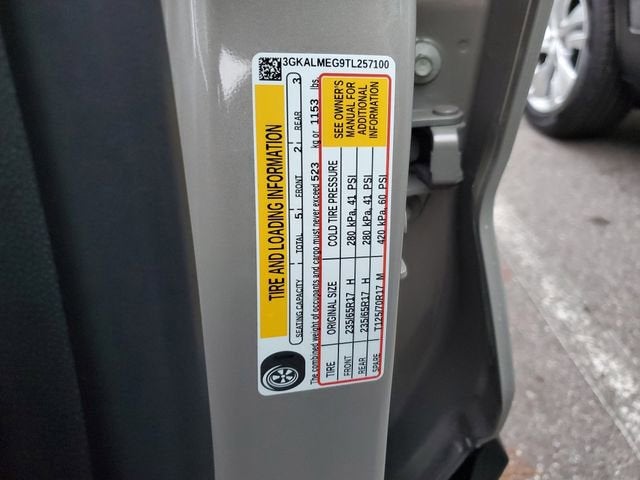 3GKALMEG9TL257100
TIRE AND LOADING INFORMATION
SEATING CAPACITY | TOTAL 5 | FRONT 2 | REAR 3
The combined weight of occupants and cargo must never exceed 523 kg or 1153 lbs
TIRE ORIGINAL SIZE COLD TIRE PRESSURE
FRONT 235/65R17 H 280 kPa, 41 PSI
REAR 235/65R17 H 280 kPa, 41 PSI
SPARE T125/70R17 M 420 kPa, 60 PSI
SEE OWNER'S
MANUAL FOR
ADDITIONAL
INFORMATION